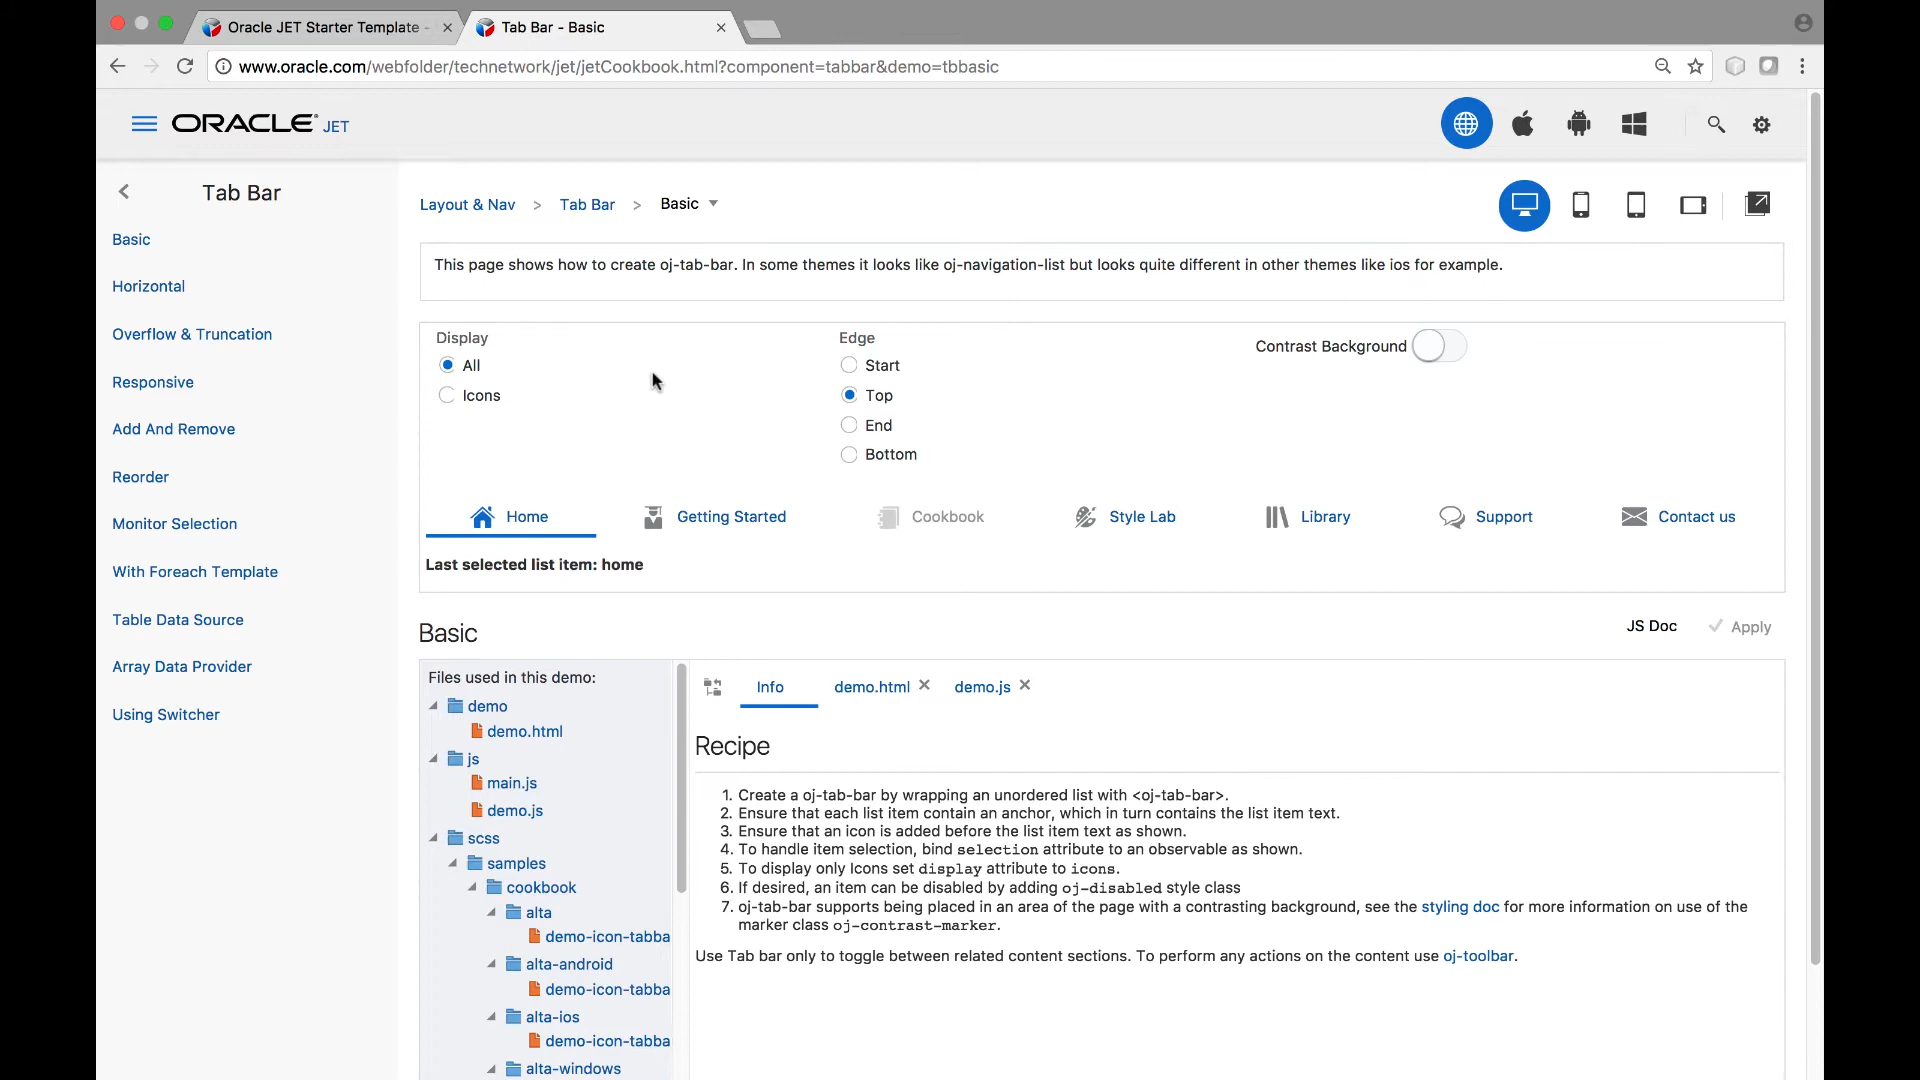 Oracle JET Starter Template -
Tab Bar - Basic
www.oracle.com/webfolder/technetwork/jet/jetCookbook.html?component=tabbar&demo=tbbasic
ORACLE JET
Tab Bar
Basic
Horizontal
Overflow & Truncation
Responsive
Add And Remove
Reorder
Monitor Selection
With Foreach Template
Table Data Source
Array Data Provider
Using Switcher
Layout & Nav > Tab Bar > Basic
This page shows how to create oj-tab-bar. In some themes it looks like oj-navigation-list but looks quite different in other themes like ios for example.
Display
All
Icons
Edge
Start
Top
End
Bottom
Contrast Background
Home Getting Started Cookbook Style Lab Library Support Contact us
Last selected list item: home
Basic
JS Doc Apply
Files used in this demo:
demo
demo.html
js
main.js
demo.js
scss
samples
cookbook
alta
demo-icon-tabba
alta-android
demo-icon-tabba
alta-ios
demo-icon-tabba
alta-windows
Info demo.html demo.js
Recipe
1. Create a oj-tab-bar by wrapping an unordered list with <oj-tab-bar>.
2. Ensure that each list item contain an anchor, which in turn contains the list item text.
3. Ensure that an icon is added before the list item text as shown.
4. To handle item selection, bind selection attribute to an observable as shown.
5. To display only Icons set display attribute to icons.
6. If desired, an item can be disabled by adding oj-disabled style class
7. oj-tab-bar supports being placed in an area of the page with a contrasting background, see the styling doc for more information on use of the
marker class oj-contrast-marker.
Use Tab bar only to toggle between related content sections. To perform any actions on the content use oj-toolbar.